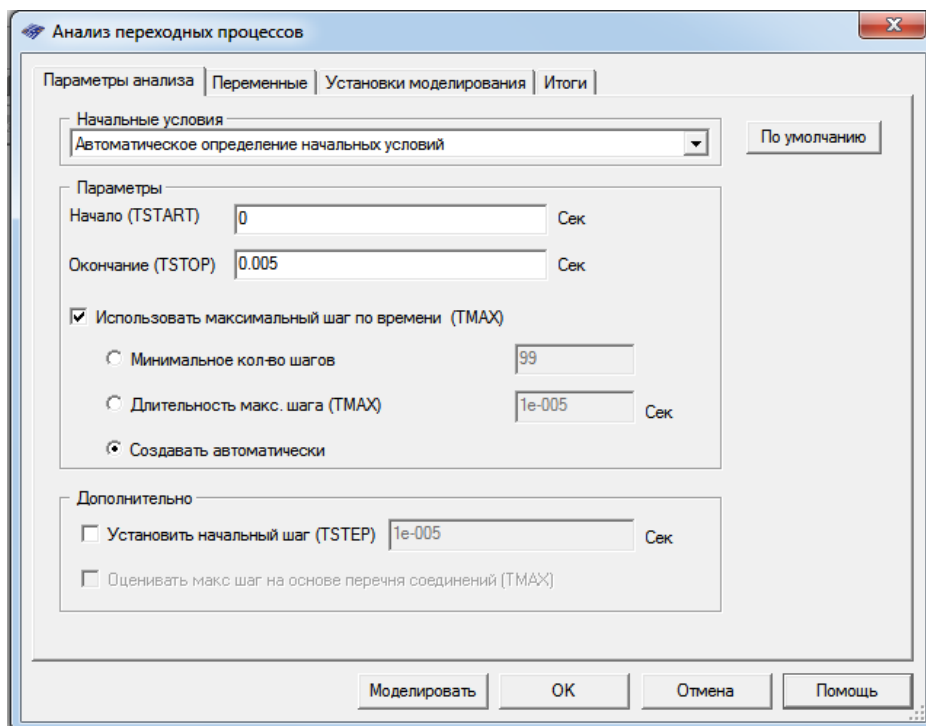 Анализ переходных процессов
Параметры анализа Переменные Установки моделирования Итоги
Начальные условия
Автоматическое определение начальных условий
По умолчанию
Параметры
Начало (TSTART) 0 Сек
Окончание (TSTOP) 0.005 Сек
Использовать максимальный шаг по времени (TMAX)
Минимальное кол-во шагов 99
Длительность макс. шага (TMAX) 1e-005 Сек
Создавать автоматически
Дополнительно
Установить начальный шаг (TSTEP) 1e-005 Сек
Оценивать макс шаг на основе перечня соединений (TMAX)
Моделировать OK Отмена Помощь